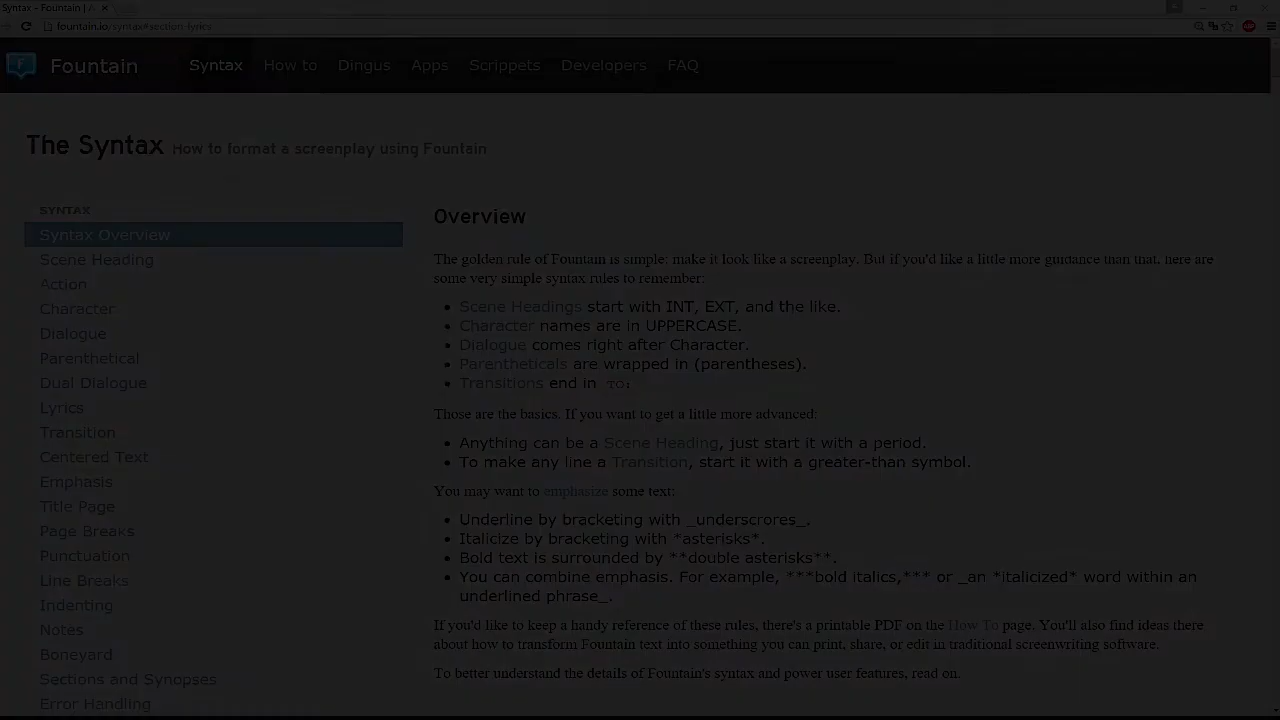 Syntax - Fountain | A
fountain.io/syntax#section-lyrics
Fountain
Syntax
How to
Dingus
Apps
Scrippets
Developers
FAQ
The Syntax How to format a screenplay using Fountain
SYNTAX
Syntax Overview
Scene Heading
Action
Character
Dialogue
Parenthetical
Dual Dialogue
Lyrics
Transition
Centered Text
Emphasis
Title Page
Page Breaks
Punctuation
Line Breaks
Indenting
Notes
Boneyard
Sections and Synopses
Error Handling
Overview
The golden rule of Fountain is simple: make it look like a screenplay. But if you'd like a little more guidance than that, here are
some very simple syntax rules to remember:
Scene Headings start with INT, EXT, and the like.
Character names are in UPPERCASE.
Dialogue comes right after Character.
Parentheticals are wrapped in (parentheses).
Transitions end in TO:
Those are the basics. If you want to get a little more advanced:
Anything can be a Scene Heading, just start it with a period.
To make any line a Transition, start it with a greater-than symbol.
You may want to emphasize some text:
Underline by bracketing with _underscrores_.
Italicize by bracketing with *asterisks*.
Bold text is surrounded by **double asterisks**.
You can combine emphasis. For example, ***bold italics,*** or _an *italicized* word within an
underlined phrase_.
If you'd like to keep a handy reference of these rules, there's a printable PDF on the How To page. You'll also find ideas there
about how to transform Fountain text into something you can print, share, or edit in traditional screenwriting software.
To better understand the details of Fountain's syntax and power user features, read on.